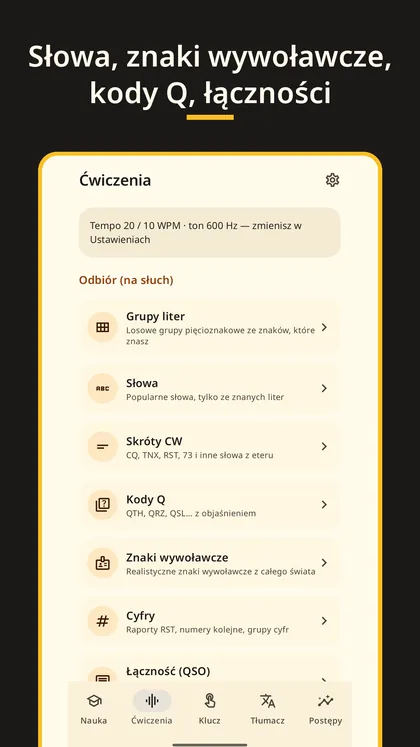 Słowa, znaki wywoławcze,
kody Q, łączności
Ćwiczenia
Tempo 20 / 10 WPM · ton 600 Hz — zmienisz w
Ustawieniach
Odbiór (na słuch)
Grupy liter
Losowe grupy pięcioznakowe ze znaków, które
znasz
ABC
Słowa
Popularne słowa, tylko ze znanych liter
Skróty CW
CQ, TNX, RST, 73 i inne słowa z eteru
Kody Q
QTH, QRZ, QSL… z objaśnieniem
Znaki wywoławcze
Realistyczne znaki wywoławcze z całego świata
Cyfry
Raporty RST, numery kolejne, grupy cyfr
Łączność (QSO)
Nauka
Ćwiczenia
Klucz
Tłumacz
Postępy